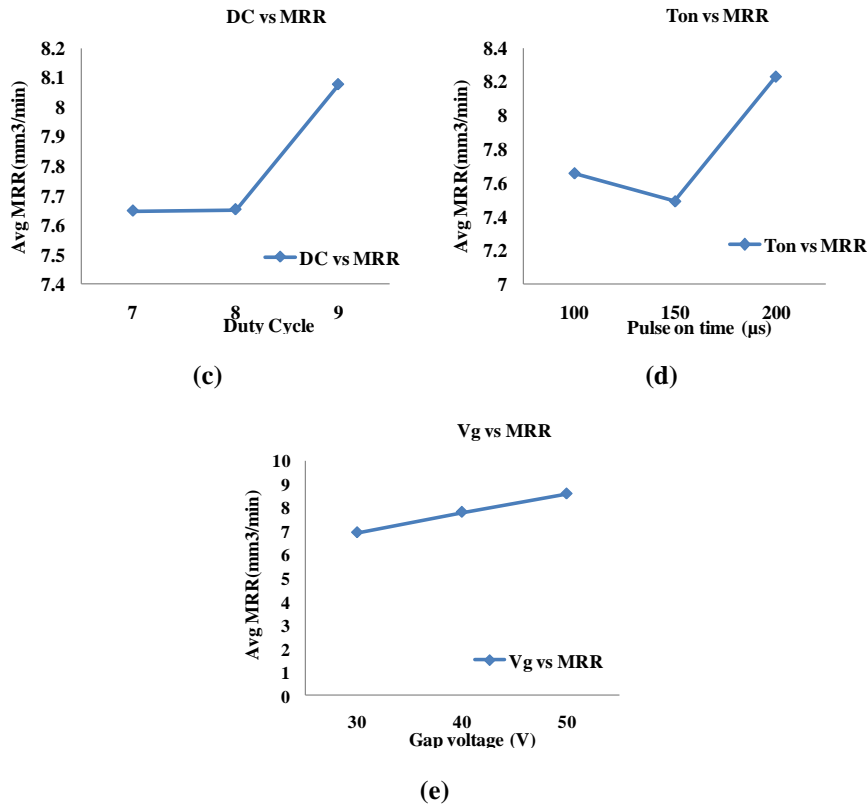 DC vs MRR
8.2
8.1
8
7.9
7.8
7.7
7.6
7.5
7.4
Avg MRR(mm3/min)
DC vs MRR
7 8 9
Duty Cycle
(c)
Ton vs MRR
8.4
8.2
8
7.8
7.6
7.4
7.2
7
Avg MRR(mm3/min)
Ton vs MRR
100 150 200
Pulse on time (µs)
(d)
Vg vs MRR
10
9
8
7
6
5
4
3
2
1
0
Avg MRR(mm3/min)
Vg vs MRR
30 40 50
Gap voltage (V)
(e)